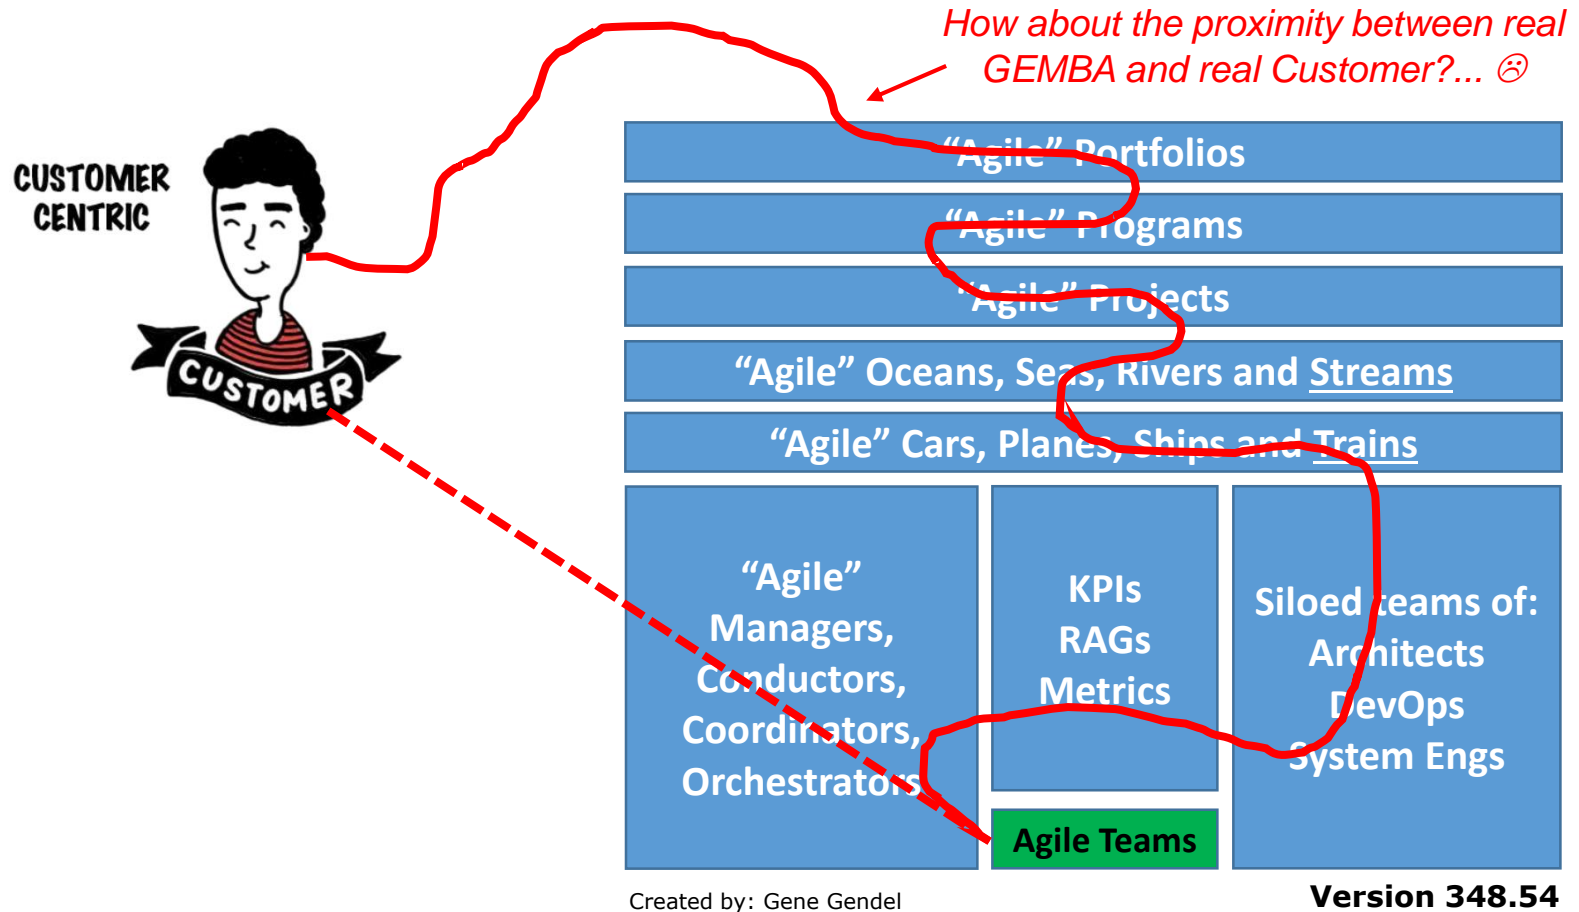 How about the proximity between real
GEMBA and real Customer?... ☹
CUSTOMER
CENTRIC
CUSTOMER
“Agile” Portfolios
“Agile” Programs
“Agile” Projects
“Agile” Oceans, Seas, Rivers and Streams
“Agile” Cars, Planes, Ships and Trains
“Agile”
Managers,
Conductors,
Coordinators,
Orchestrators
KPIs
RAGs
Metrics
Siloed teams of:
Architects
DevOps
System Engs
Agile Teams
Created by: Gene Gendel
Version 348.54